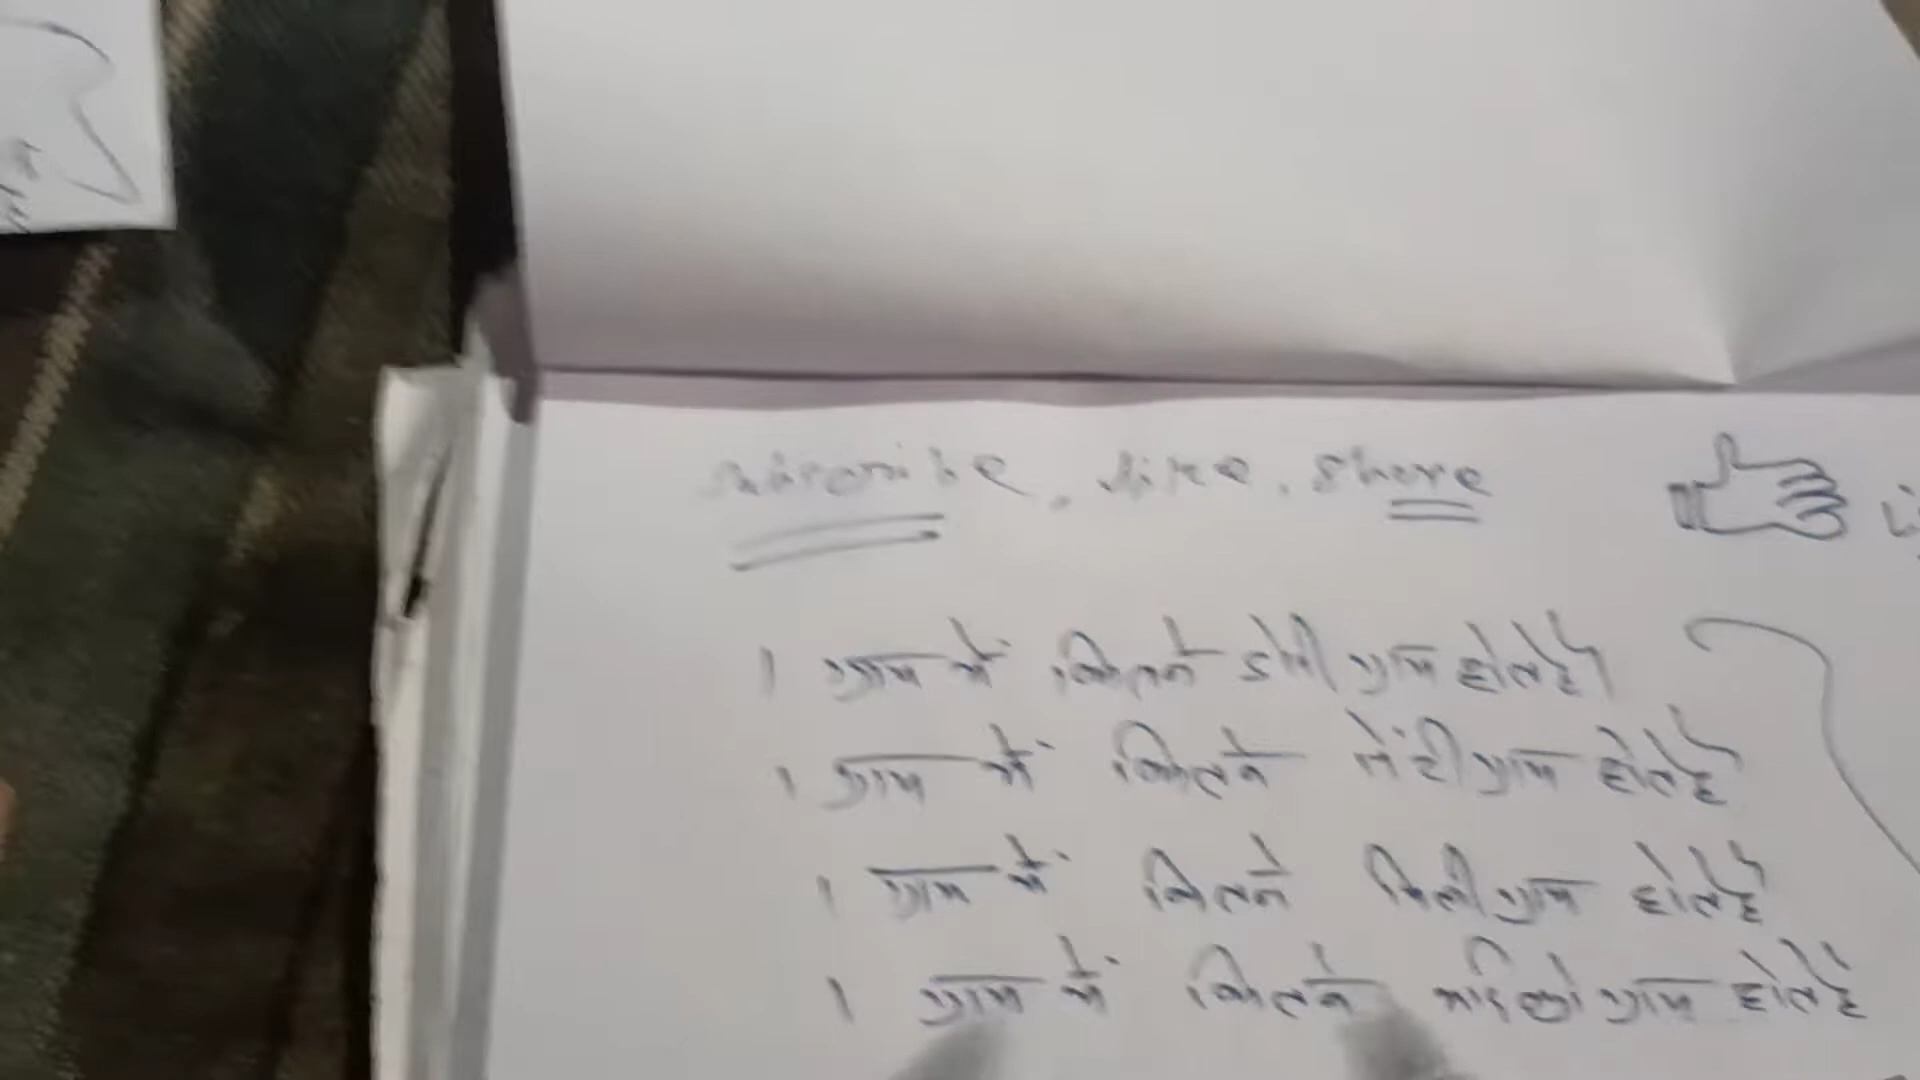 Subscribe, like, Share
1 ग्राम में कितने डेसी ग्राम होते है
1 ग्राम में कितने सेंटी ग्राम होते है
1 ग्राम में कितने मिली ग्राम होते है
1 ग्राम में कितने माइक्रो ग्राम होते है